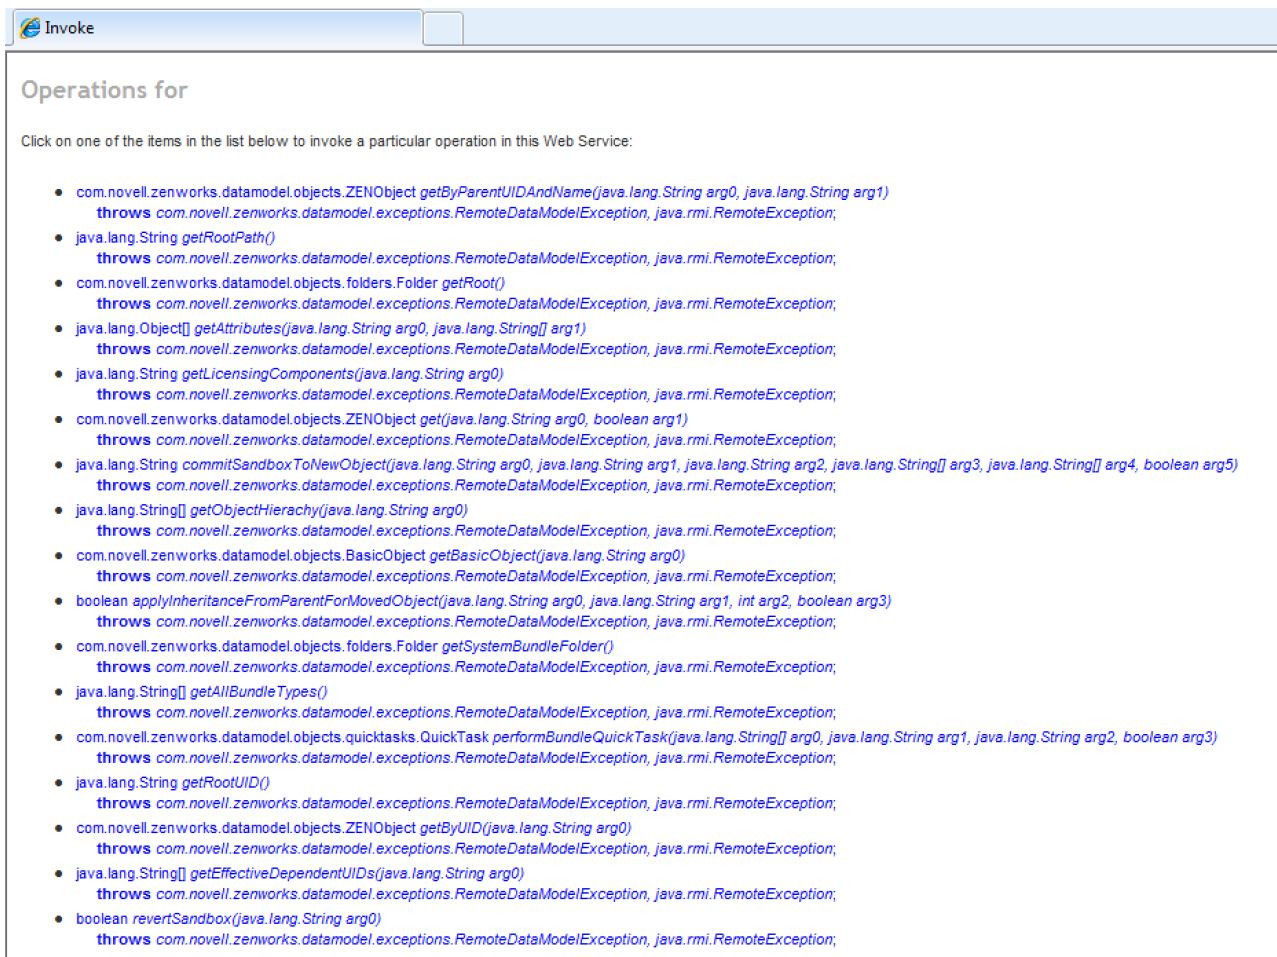 Invoke
Operations for
Click on one of the items in the list below to invoke a particular operation in this Web Service:
com.novell.zenworks.datamodel.objects.ZENObject getByParentUIDAndName(java.lang.String arg0, java.lang.String arg1)
throws com.novell.zenworks.datamodel.exceptions.RemoteDataModelException, java.rmi.RemoteException;
java.lang.String getRootPath()
throws com.novell.zenworks.datamodel.exceptions.RemoteDataModelException, java.rmi.RemoteException;
com.novell.zenworks.datamodel.objects.folders.Folder getRoot()
throws com.novell.zenworks.datamodel.exceptions.RemoteDataModelException, java.rmi.RemoteException;
java.lang.Object[] getAttributes(java.lang.String arg0, java.lang.String[] arg1)
throws com.novell.zenworks.datamodel.exceptions.RemoteDataModelException, java.rmi.RemoteException;
java.lang.String getLicensingComponents(java.lang.String arg0)
throws com.novell.zenworks.datamodel.exceptions.RemoteDataModelException, java.rmi.RemoteException;
com.novell.zenworks.datamodel.objects.ZENObject get(java.lang.String arg0, boolean arg1)
throws com.novell.zenworks.datamodel.exceptions.RemoteDataModelException, java.rmi.RemoteException;
java.lang.String commitSandboxToNewObject(java.lang.String arg0, java.lang.String arg1, java.lang.String arg2, java.lang.String[] arg3, java.lang.String[] arg4, boolean arg5)
throws com.novell.zenworks.datamodel.exceptions.RemoteDataModelException, java.rmi.RemoteException;
java.lang.String[] getObjectHierachy(java.lang.String arg0)
throws com.novell.zenworks.datamodel.exceptions.RemoteDataModelException, java.rmi.RemoteException;
com.novell.zenworks.datamodel.objects.BasicObject getBasicObject(java.lang.String arg0)
throws com.novell.zenworks.datamodel.exceptions.RemoteDataModelException, java.rmi.RemoteException;
boolean applyInheritanceFromParentForMovedObject(java.lang.String arg0, java.lang.String arg1, int arg2, boolean arg3)
throws com.novell.zenworks.datamodel.exceptions.RemoteDataModelException, java.rmi.RemoteException;
com.novell.zenworks.datamodel.objects.folders.Folder getSystemBundleFolder()
throws com.novell.zenworks.datamodel.exceptions.RemoteDataModelException, java.rmi.RemoteException;
java.lang.String[] getAllBundleTypes()
throws com.novell.zenworks.datamodel.exceptions.RemoteDataModelException, java.rmi.RemoteException;
com.novell.zenworks.datamodel.objects.quicktasks.QuickTask performBundleQuickTask(java.lang.String[] arg0, java.lang.String arg1, java.lang.String arg2, boolean arg3)
throws com.novell.zenworks.datamodel.exceptions.RemoteDataModelException, java.rmi.RemoteException;
java.lang.String getRootUID()
throws com.novell.zenworks.datamodel.exceptions.RemoteDataModelException, java.rmi.RemoteException;
com.novell.zenworks.datamodel.objects.ZENObject getByUID(java.lang.String arg0)
throws com.novell.zenworks.datamodel.exceptions.RemoteDataModelException, java.rmi.RemoteException;
java.lang.String[] getEffectiveDependentUIDs(java.lang.String arg0)
throws com.novell.zenworks.datamodel.exceptions.RemoteDataModelException, java.rmi.RemoteException;
boolean revertSandbox(java.lang.String arg0)
throws com.novell.zenworks.datamodel.exceptions.RemoteDataModelException, java.rmi.RemoteException;